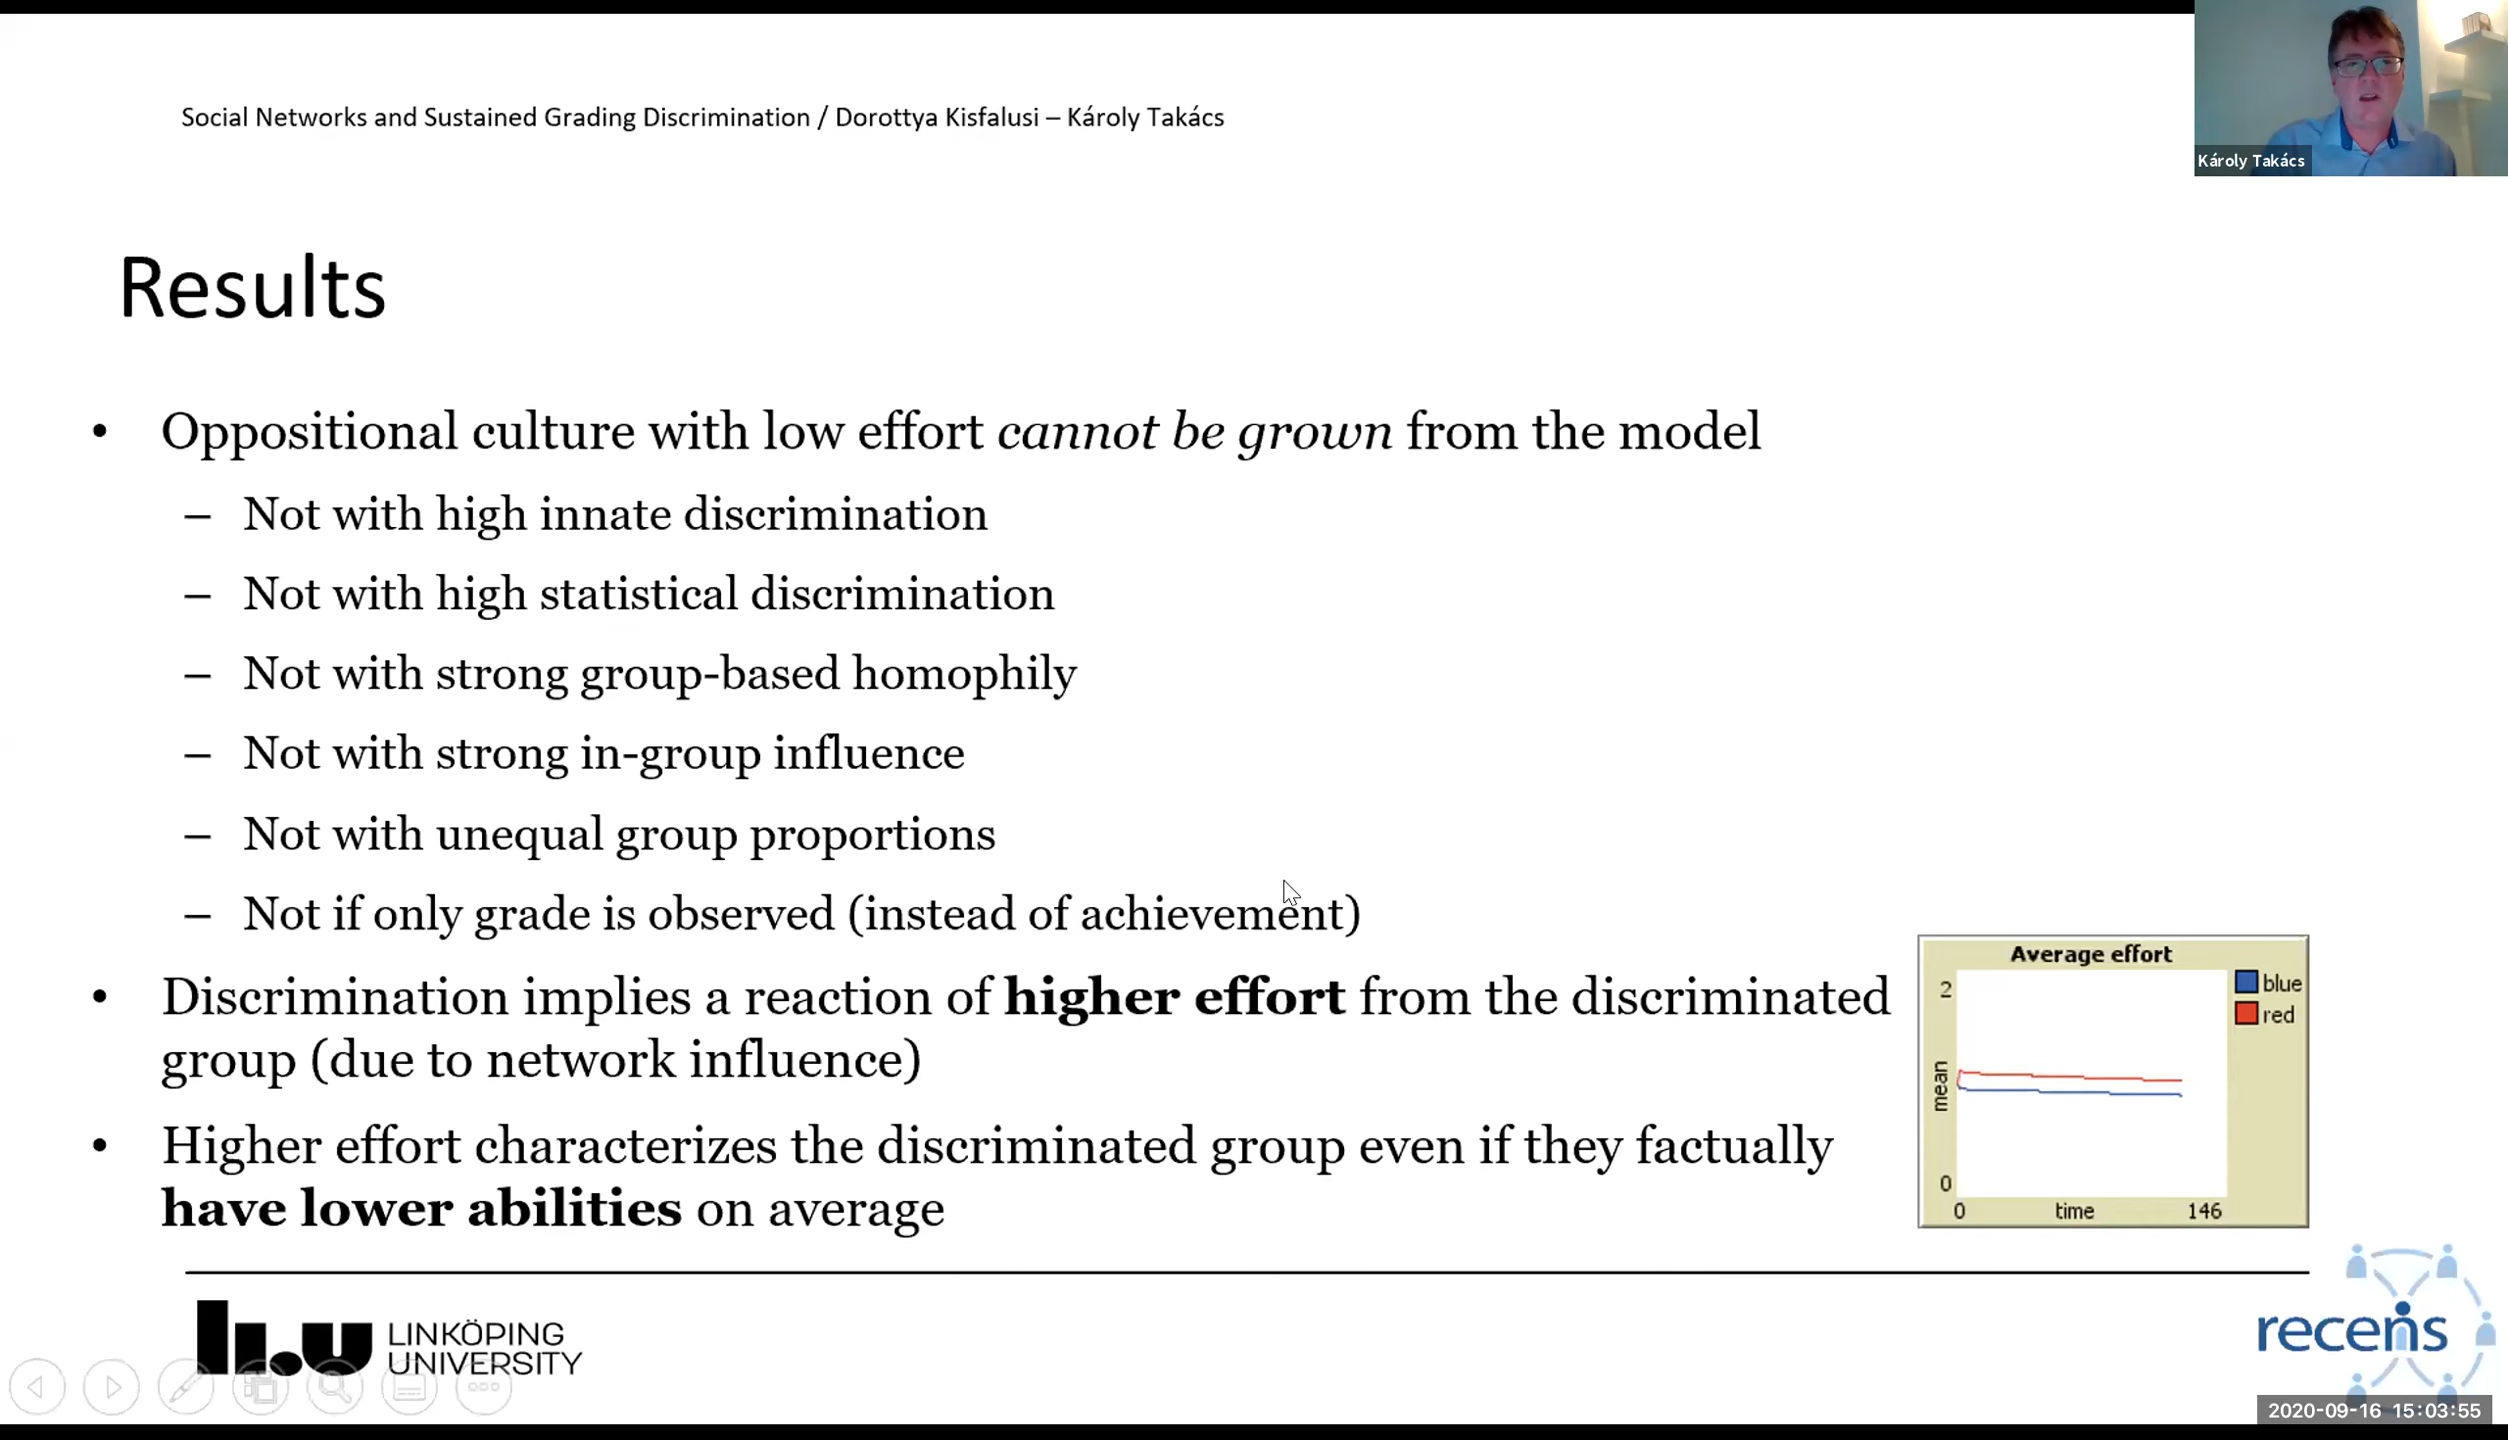 Social Networks and Sustained Grading Discrimination / Dorottya Kisfalusi – Károly Takács
Károly Takács
Results
• Oppositional culture with low effort cannot be grown from the model
– Not with high innate discrimination
– Not with high statistical discrimination
– Not with strong group-based homophily
– Not with strong in-group influence
– Not with unequal group proportions
– Not if only grade is observed (instead of achievement)
• Discrimination implies a reaction of higher effort from the discriminated
group (due to network influence)
• Higher effort characterizes the discriminated group even if they factually
have lower abilities on average
Average effort
2
mean
0
0 time 146
blue
red
li.u LINKÖPING
UNIVERSITY
recens
2020-09-16 15:03:55